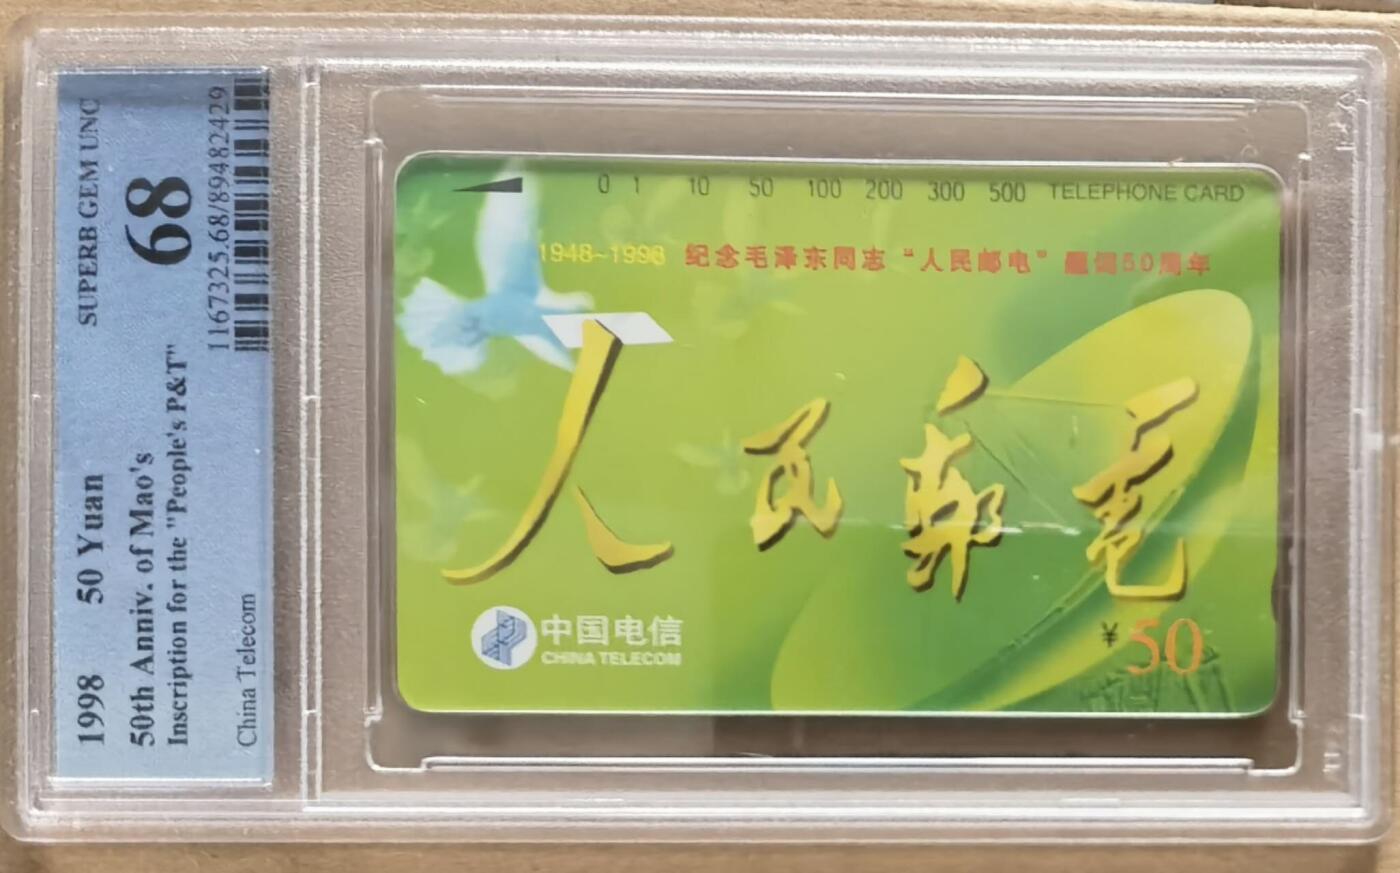 1998 50 Yuan SUPERB GEM UNC
50th Anniv. of Mao's 68
Inscription for the "People's P&T"
1167325.68/89482429
China Telecom
0 1 10 50 100 200 300 500 TELEPHONE CARD
1948~1998 纪念毛泽东同志“人民邮电”题词50周年
人民邮电
中国电信
CHINA TELECOM
¥50